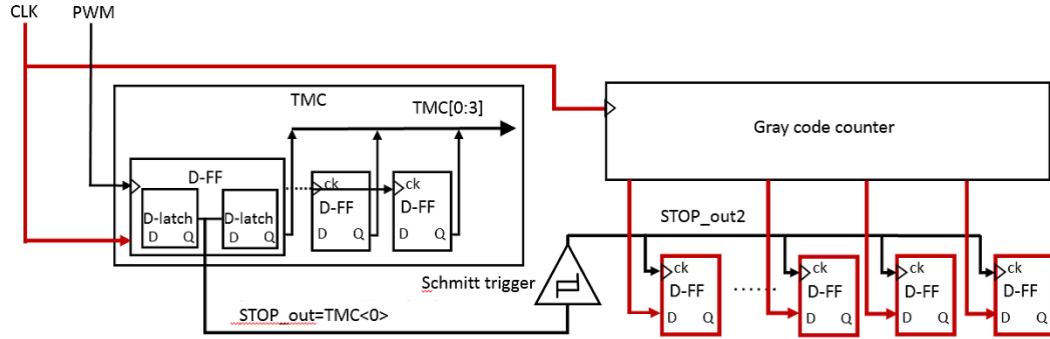 CLK PWM
TMC
TMC[0:3]
Gray code counter
D-FF
ck ck
D-latch D-latch D-FF D-FF
D Q D Q D Q
STOP_out2
Schmitt trigger
ck ck ck ck
D-FF D-FF D-FF D-FF
D Q D Q D Q D Q
STOP_out=TMC<0>